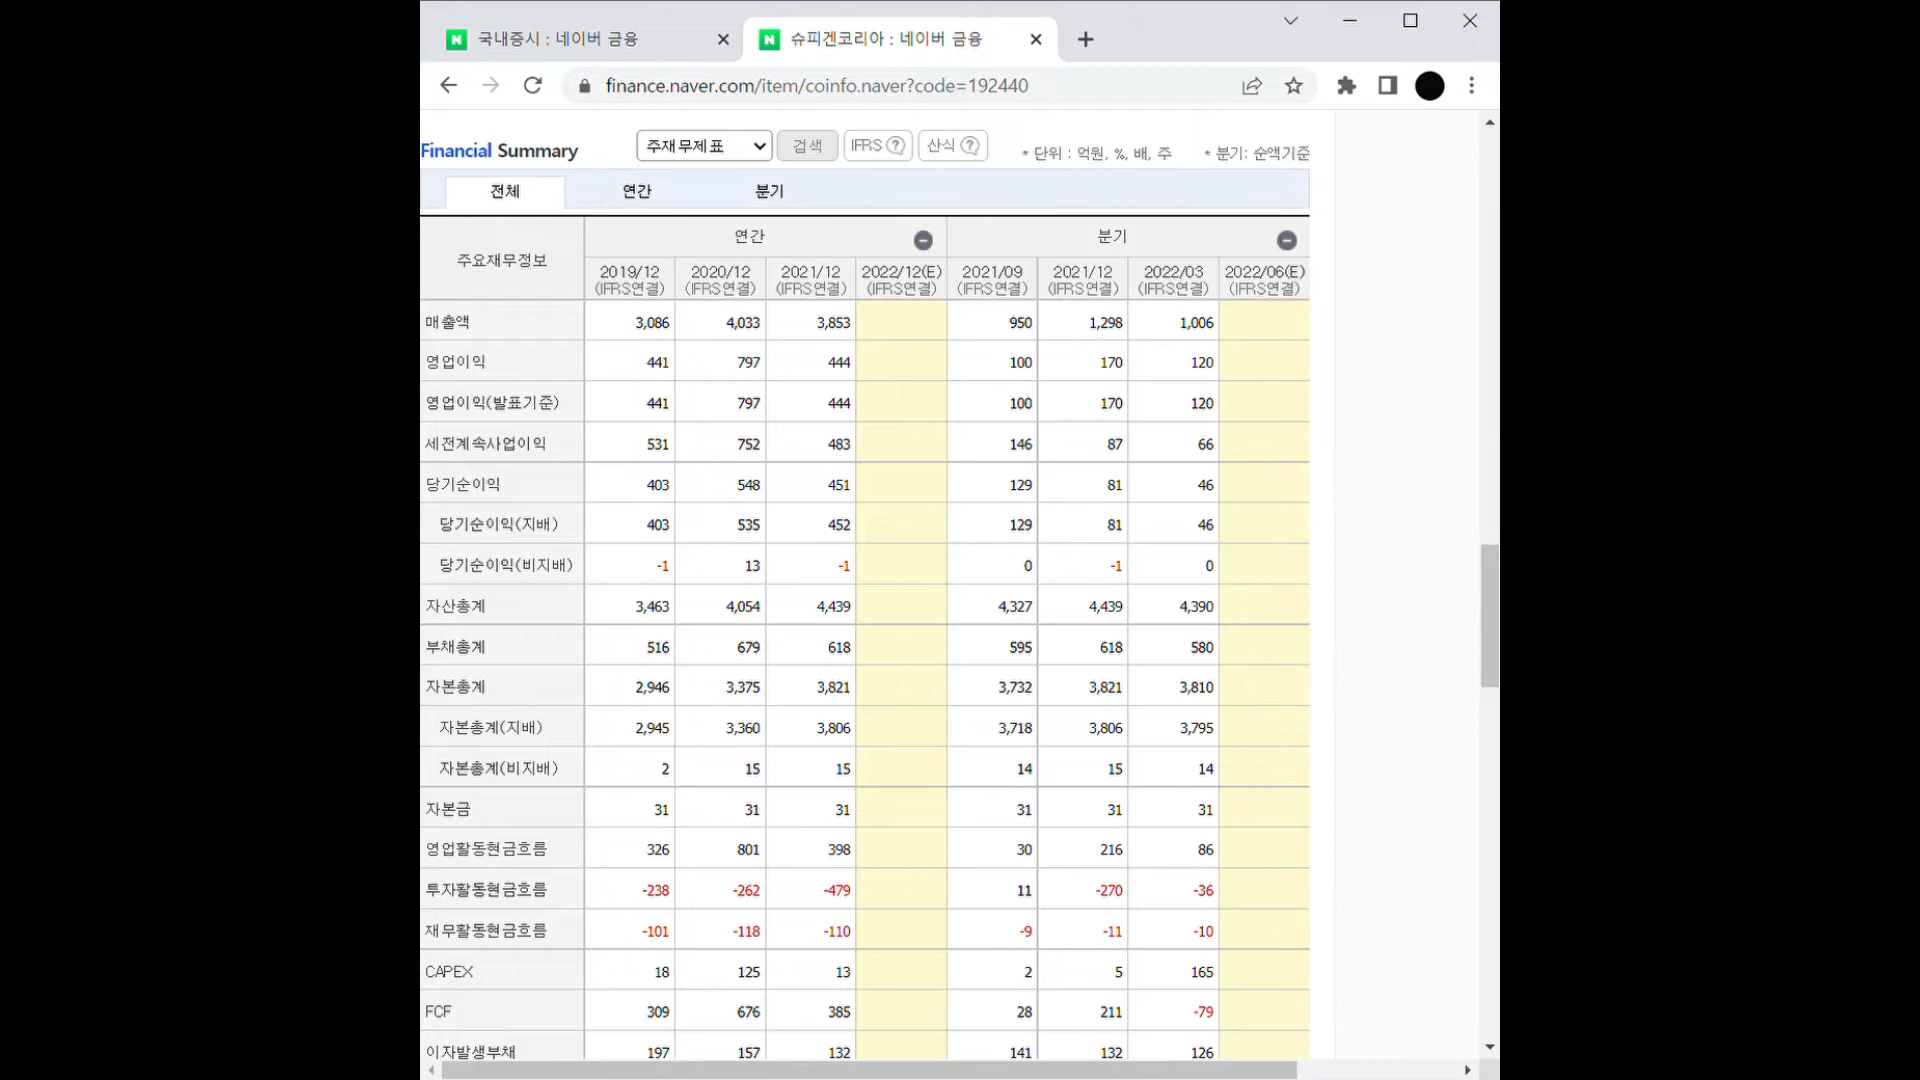 국내증시 : 네이버 금융
슈피겐코리아 : 네이버 금융
finance.naver.com/item/coinfo.naver?code=192440
Financial Summary 주재무제표 검색 IFRS ? 산식 ? * 단위 : 억원, %, 배, 주 * 분기: 순액기준
전체 연간 분기
주요재무정보 연간 분기
2019/12 2020/12 2021/12 2022/12(E) 2021/09 2021/12 2022/03 2022/06(E)
(IFRS연결) (IFRS연결) (IFRS연결) (IFRS연결) (IFRS연결) (IFRS연결) (IFRS연결) (IFRS연결)
매출액 3,086 4,033 3,853 950 1,298 1,006
영업이익 441 797 444 100 170 120
영업이익(발표기준) 441 797 444 100 170 120
세전계속사업이익 531 752 483 146 87 66
당기순이익 403 548 451 129 81 46
당기순이익(지배) 403 535 452 129 81 46
당기순이익(비지배) -1 13 -1 0 -1 0
자산총계 3,463 4,054 4,439 4,327 4,439 4,390
부채총계 516 679 618 595 618 580
자본총계 2,946 3,375 3,821 3,732 3,821 3,810
자본총계(지배) 2,945 3,360 3,806 3,718 3,806 3,795
자본총계(비지배) 2 15 15 14 15 14
자본금 31 31 31 31 31 31
영업활동현금흐름 326 801 398 30 216 86
투자활동현금흐름 -238 -262 -479 11 -270 -36
재무활동현금흐름 -101 -118 -110 -9 -11 -10
CAPEX 18 125 13 2 5 165
FCF 309 676 385 28 211 -79
이자발생부채 197 157 132 141 132 126